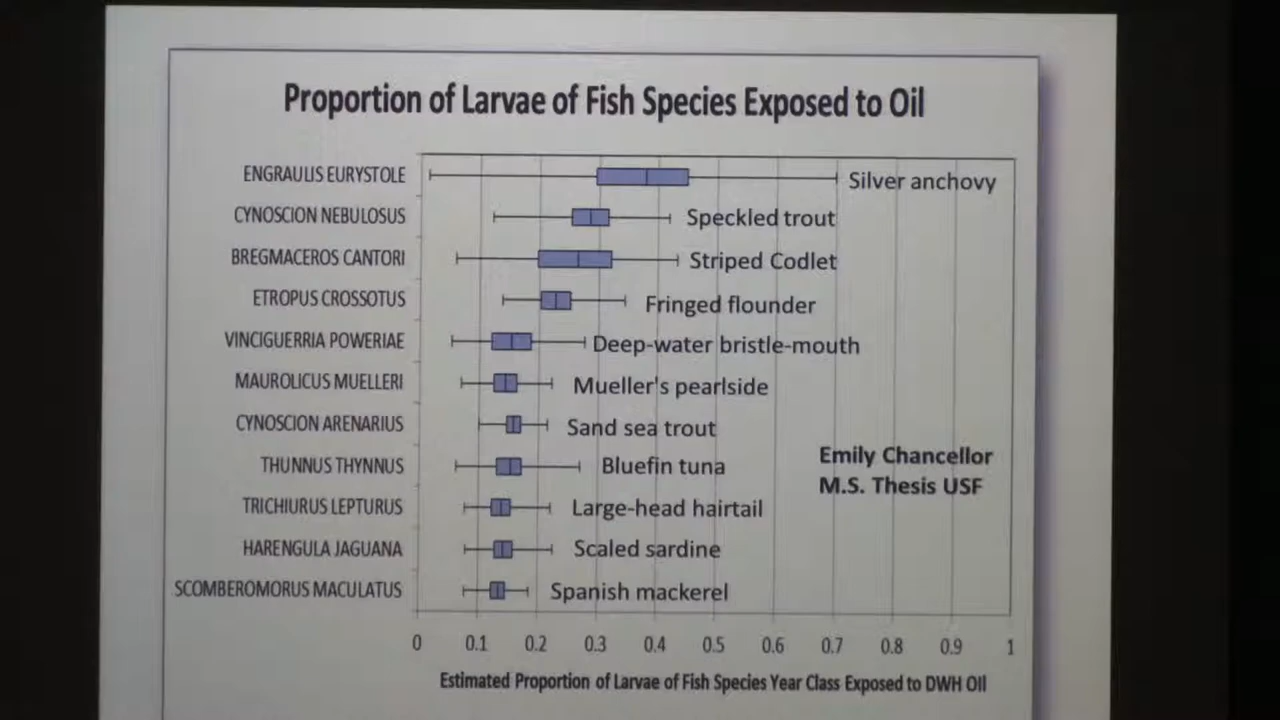 Proportion of Larvae of Fish Species Exposed to Oil
ENGRAULIS EURYSTOLE
Silver anchovy
CYNOSCION NEBULOSUS
Speckled trout
BREGMACEROS CANTORI
Striped Codlet
ETROPUS CROSSOTUS
Fringed flounder
VINCIGUERRIA POWERIAE
Deep-water bristle-mouth
MAUROLICUS MUELLERI
Mueller's pearlside
CYNOSCION ARENARIUS
Sand sea trout
THUNNUS THYNNUS
Bluefin tuna
Emily Chancellor
M.S. Thesis USF
TRICHIURUS LEPTURUS
Large-head hairtail
HARENGULA JAGUANA
Scaled sardine
SCOMBEROMORUS MACULATUS
Spanish mackerel
0 0.1 0.2 0.3 0.4 0.5 0.6 0.7 0.8 0.9 1
Estimated Proportion of Larvae of Fish Species Year Class Exposed to DWH Oil